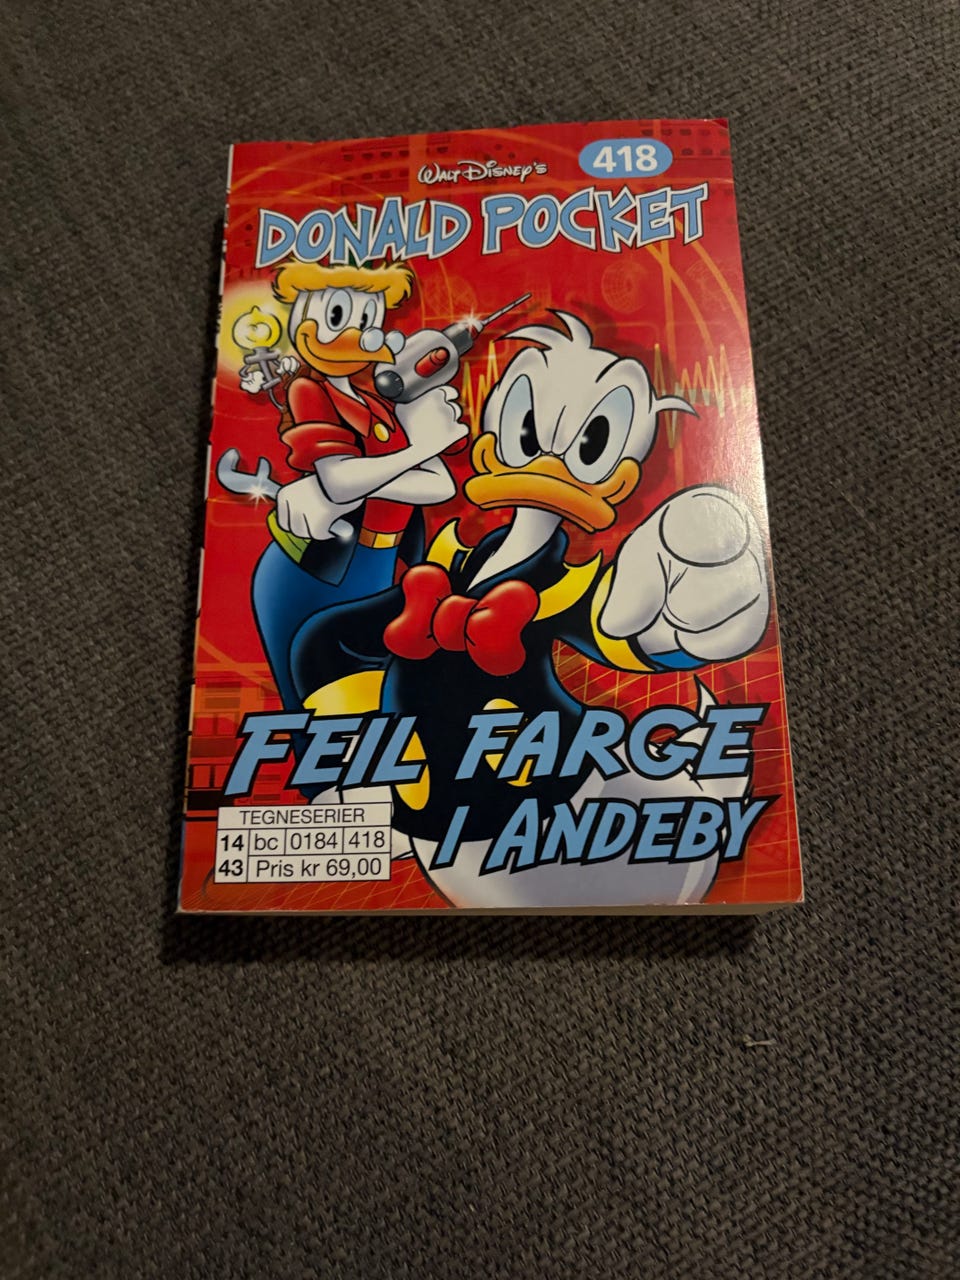 Walt Disney's
418
DONALD POCKET
FEIL FARGE
I ANDEBY
TEGNESERIER
14 bc 0184 418
43 Pris kr 69,00